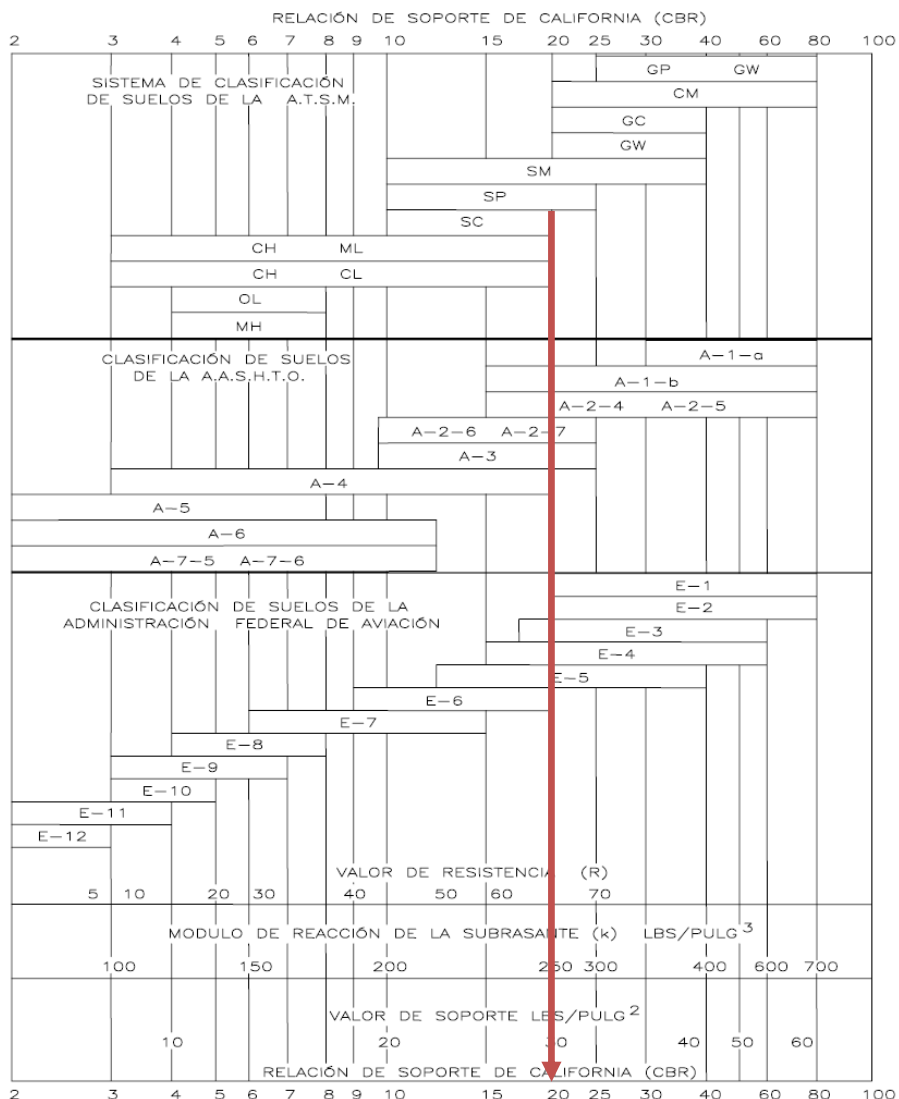 RELACIÓN DE SOPORTE DE CALIFORNIA (CBR)
2 3 4 5 6 7 8 9 10 15 20 25 30 40 50 60 80 100
GP GW
SISTEMA DE CLASIFICACIÓN
DE SUELOS DE LA A.T.S.M.
CM
GC
GW
SM
SP
SC
CH ML
CH CL
OL
MH
CLASIFICACIÓN DE SUELOS
DE LA A.A.S.H.T.O.
A-1-a
A-1-b
A-2-4 A-2-5
A-2-6 A-2-7
A-3
A-4
A-5
A-6
A-7-5 A-7-6
CLASIFICACIÓN DE SUELOS DE LA
ADMINISTRACIÓN FEDERAL DE AVIACIÓN
E-1
E-2
E-3
E-4
E-5
E-6
E-7
E-8
E-9
E-10
E-11
E-12
VALOR DE RESISTENCIA (R)
5 10 20 30 40 50 60 70
MODULO DE REACCIÓN DE LA SUBRASANTE (k) LBS/PULG3
100 150 200 250 300 400 600 700
VALOR DE SOPORTE LBS/PULG2
10 20 30 40 50 60
RELACIÓN DE SOPORTE DE CALIFORNIA (CBR)
2 3 4 5 6 7 8 9 10 15 20 25 30 40 50 60 80 100